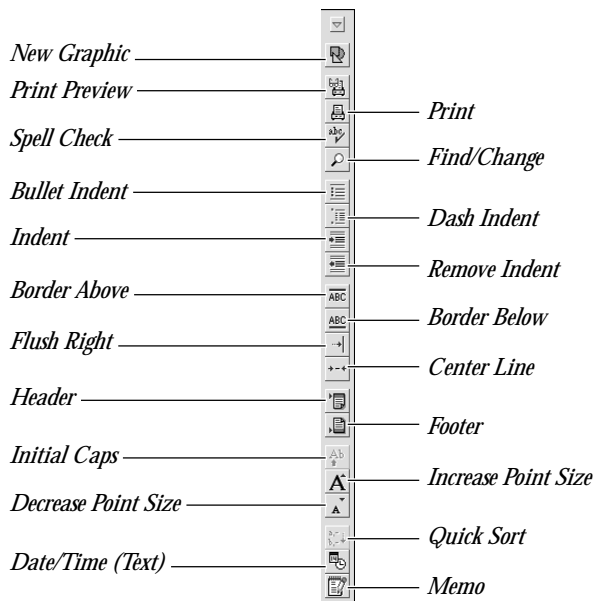 New Graphic
Print Preview
Print
Spell Check
abc
Find/Change
Bullet Indent
Dash Indent
Indent
Remove Indent
Border Above
ABC
ABC
Border Below
Flush Right
Center Line
Header
Footer
Initial Caps
Ab
Increase Point Size
A
Decrease Point Size
A
Quick Sort
Date/Time (Text)
Memo